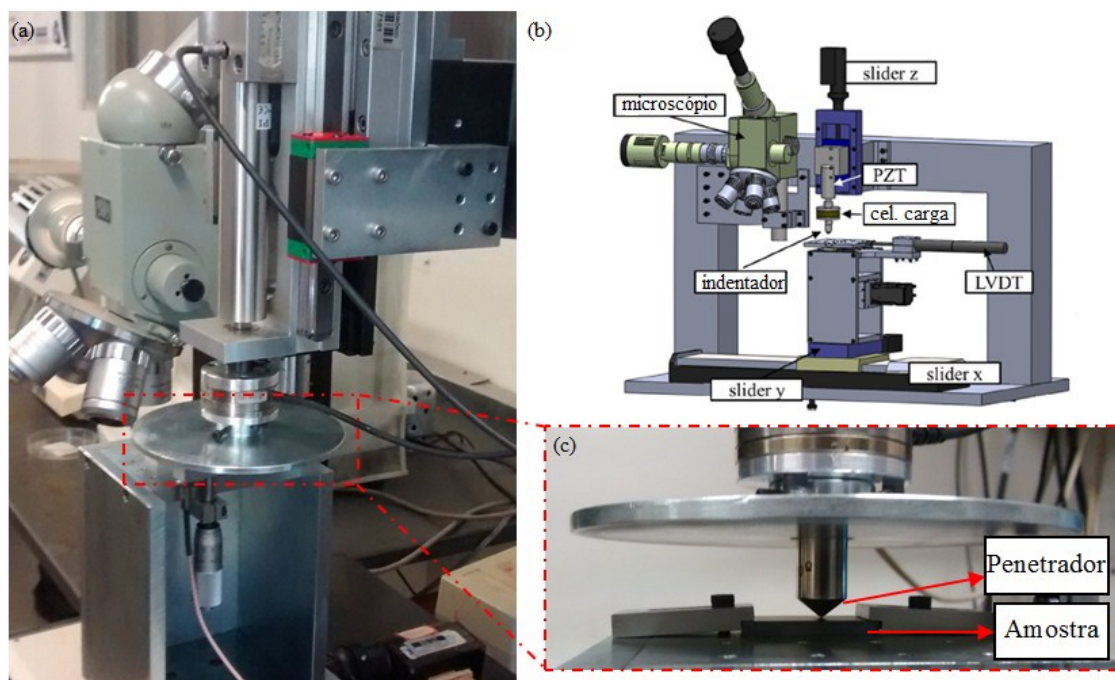 (a)
(b)
slider z
microscópio
PZT
cel. carga
indentador
LVDT
slider y
slider x
(c)
Penetrador
Amostra